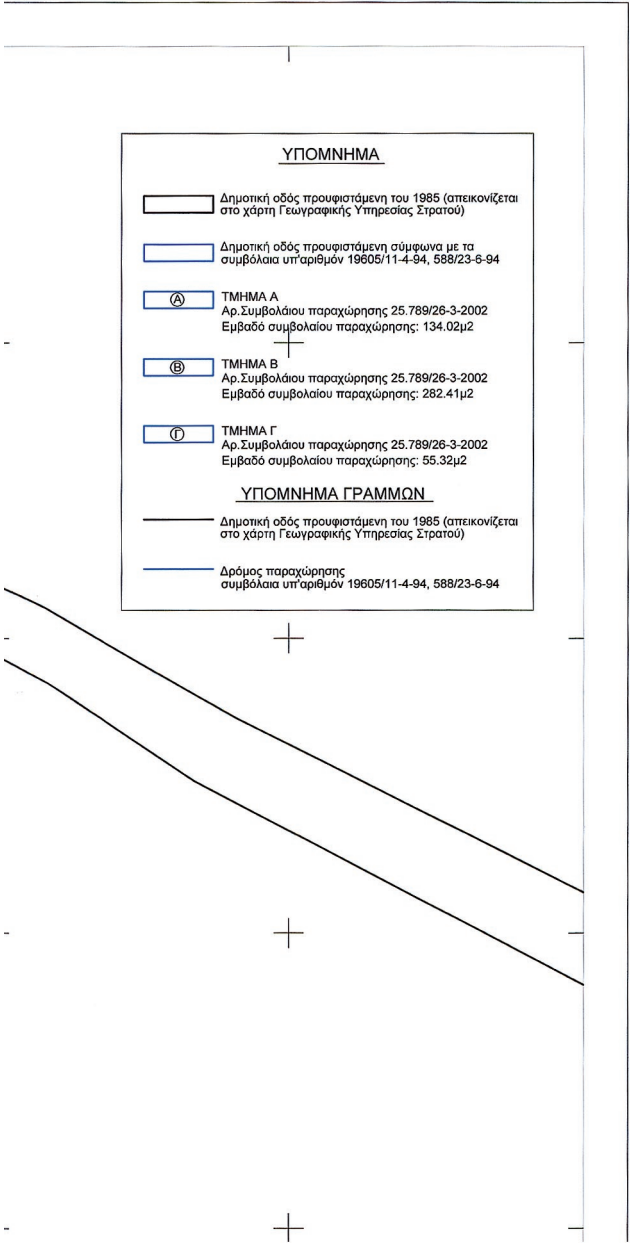 ΥΠΟΜΝΗΜΑ
Δημοτική οδός προυφιστάμενη του 1985 (απεικονίζεται
στο χάρτη Γεωγραφικής Υπηρεσίας Στρατού)
Δημοτική οδός προυφιστάμενη σύμφωνα με τα
συμβόλαια υπ'αριθμόν 19605/11-4-94, 588/23-6-94
Α
ΤΜΗΜΑ Α
Αρ.Συμβολάιου παραχώρησης 25.789/26-3-2002
Εμβαδό συμβολαίου παραχώρησης: 134.02μ2
Β
ΤΜΗΜΑ Β
Αρ.Συμβολάιου παραχώρησης 25.789/26-3-2002
Εμβαδό συμβολαίου παραχώρησης: 282.41μ2
Γ
ΤΜΗΜΑ Γ
Αρ.Συμβολάιου παραχώρησης 25.789/26-3-2002
Εμβαδό συμβολαίου παραχώρησης: 55.32μ2
ΥΠΟΜΝΗΜΑ ΓΡΑΜΜΩΝ
Δημοτική οδός προυφιστάμενη του 1985 (απεικονίζεται
στο χάρτη Γεωγραφικής Υπηρεσίας Στρατού)
Δρόμος παραχώρησης
συμβόλαια υπ'αριθμόν 19605/11-4-94, 588/23-6-94